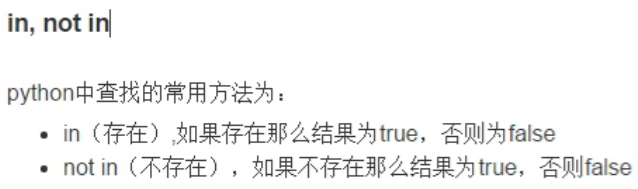 in, not in
python中查找的常用方法为：
• in（存在）,如果存在那么结果为true，否则为false
• not in（不存在），如果不存在那么结果为true，否则false